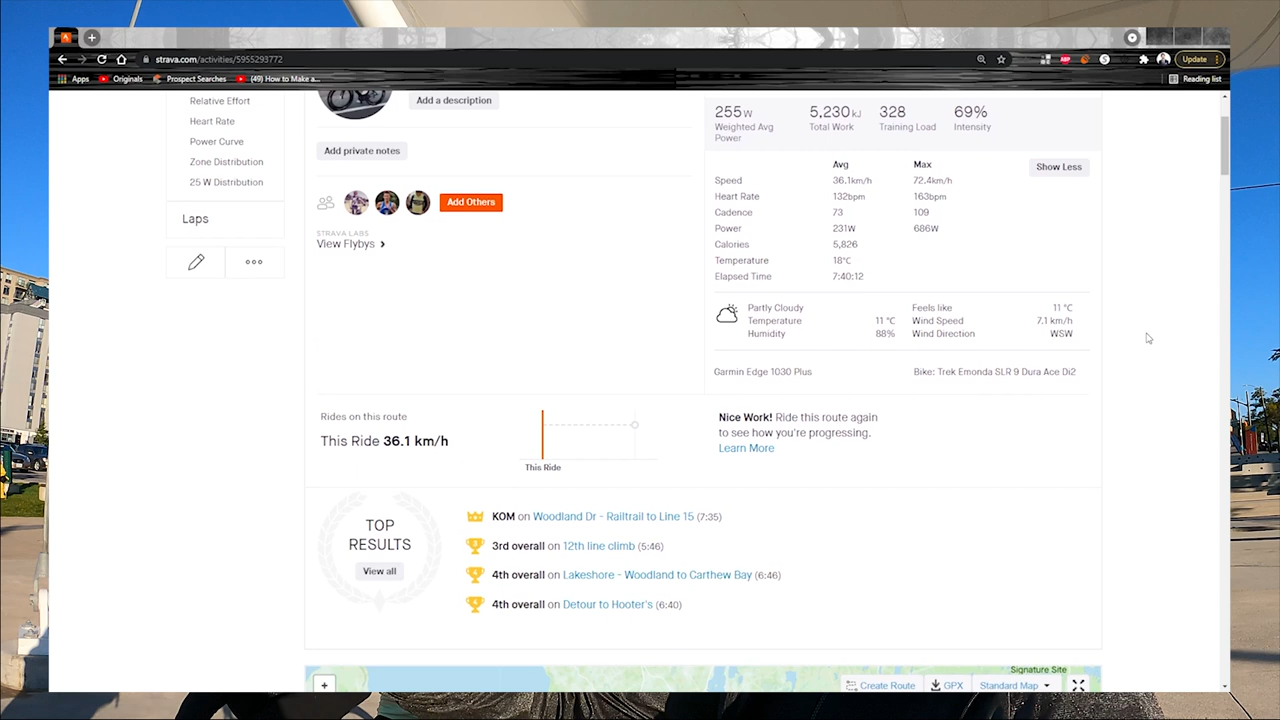 strava.com/activities/5955293772
Update
Apps
Originals
Prospect Searches
(49) How to Make a...
Reading list
Relative Effort
Heart Rate
Power Curve
Zone Distribution
25 W Distribution
Laps
Add a description
Add private notes
Add Others
STRAVA LABS
View Flybys
255 W
5,230 kJ
328
69%
Weighted Avg Power
Total Work
Training Load
Intensity
Avg
Max
Show Less
Speed 36.1km/h 72.4km/h
Heart Rate 132bpm 163bpm
Cadence 73 109
Power 231W 686W
Calories 5,826
Temperature 18°C
Elapsed Time 7:40:12
Partly Cloudy
Feels like 11 °C
Temperature 11 °C
Wind Speed 7.1 km/h
Humidity 88%
Wind Direction WSW
Garmin Edge 1030 Plus
Bike: Trek Emonda SLR 9 Dura Ace Di2
Rides on this route
This Ride 36.1 km/h
This Ride
Nice Work! Ride this route again
to see how you're progressing.
Learn More
TOP
RESULTS
View all
KOM on Woodland Dr - Railtrail to Line 15 (7:35)
3rd overall on 12th line climb (5:46)
4th overall on Lakeshore - Woodland to Carthew Bay (6:46)
4th overall on Detour to Hooter's (6:40)
Signature Site
+
Create Route
GPX
Standard Map